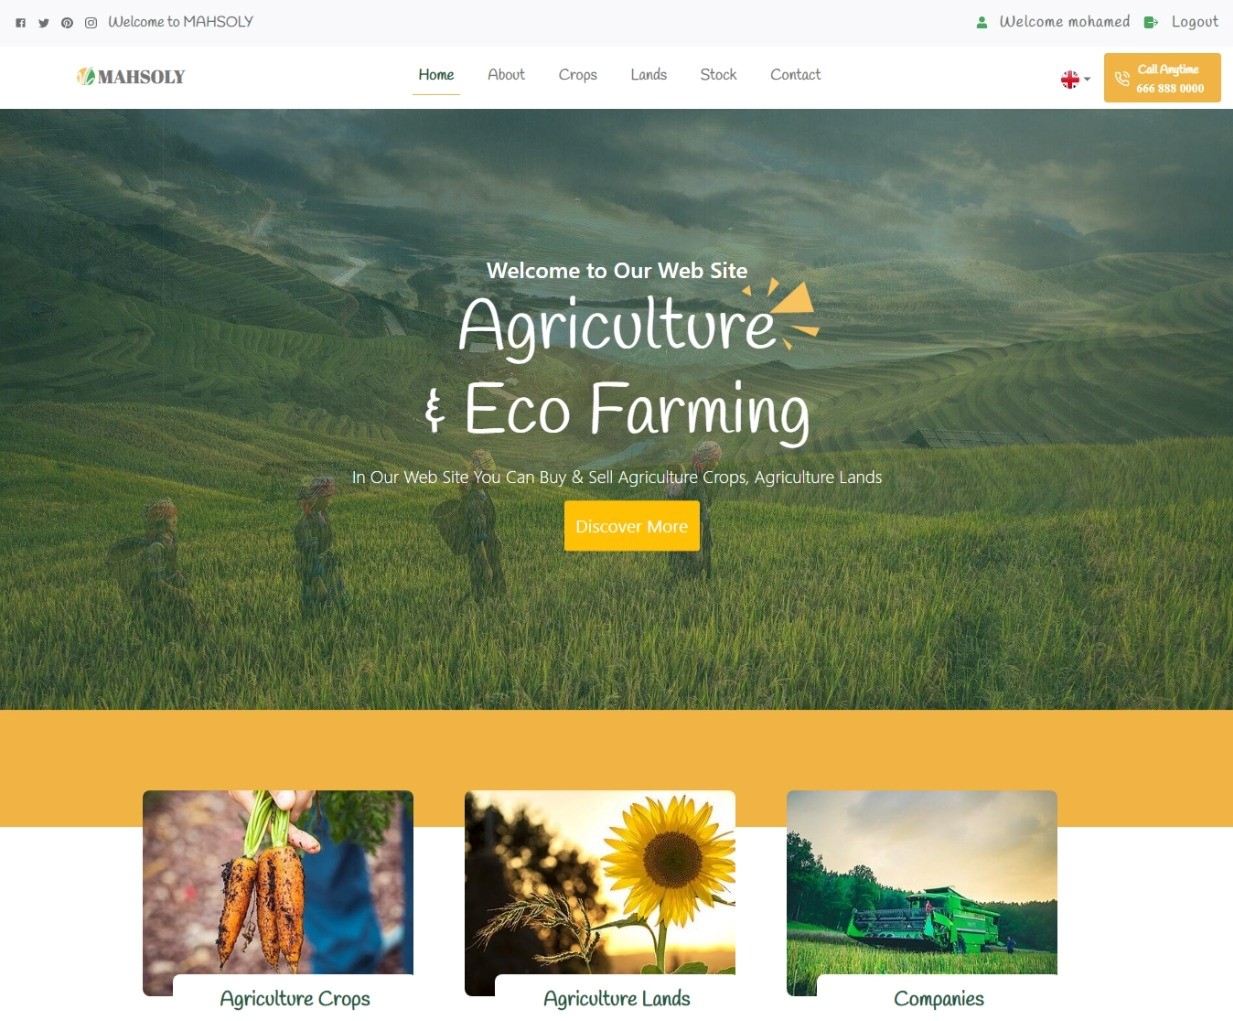 Welcome to MAHSOLY
Welcome mohamed
Logout
MAHSOLY
Home
About
Crops
Lands
Stock
Contact
Call Anytime
666 888 0000
Welcome to Our Web Site
Agriculture
& Eco Farming
In Our Web Site You Can Buy & Sell Agriculture Crops, Agriculture Lands
Discover More
Agriculture Crops
Agriculture Lands
Companies